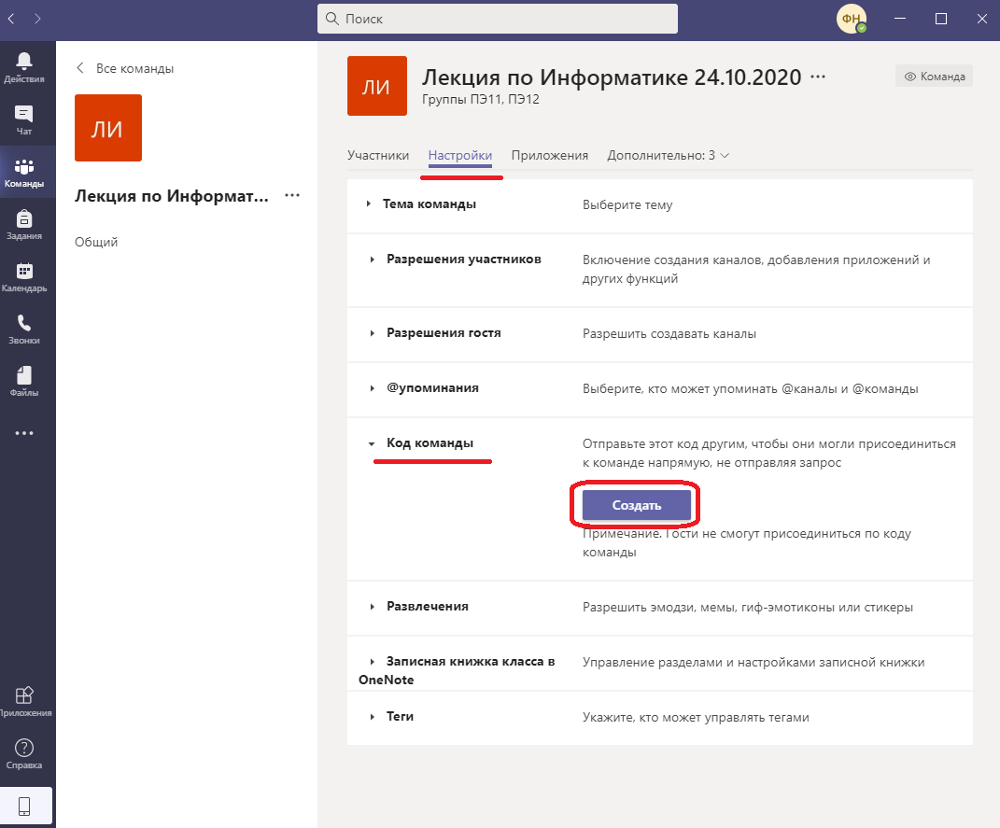 Поиск
ФН
Действия
Чат
Команды
Задания
Календарь
Звонки
Файлы
Приложения
Справка
Все команды
ЛИ
Лекция по Информат...
Общий
ЛИ
Лекция по Информатике 24.10.2020
Группы ПЭ11, ПЭ12
Команда
Участники Настройки Приложения Дополнительно: 3
Тема команды Выберите тему
Разрешения участников Включение создания каналов, добавления приложений и
других функций
Разрешения гостя Разрешить создавать каналы
@упоминания Выберите, кто может упоминать @каналы и @команды
Код команды Отправьте этот код другим, чтобы они могли присоединиться
к команде напрямую, не отправляя запрос
Создать
Примечание. Гости не смогут присоединиться по коду
команды
Развлечения Разрешить эмодзи, мемы, гиф-эмотиконы или стикеры
Записная книжка класса в Управление разделами и настройками записной книжки
OneNote
Теги Укажите, кто может управлять тегами